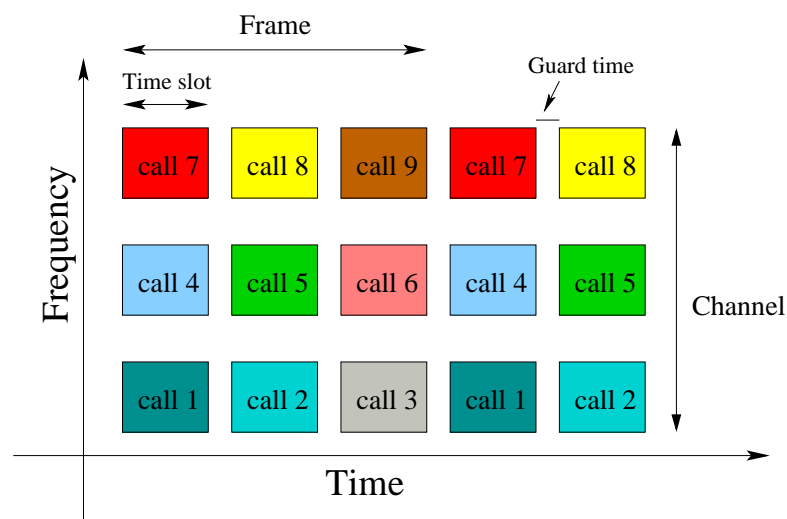 Frame
Time slot
Guard time
call 7 call 8 call 9 call 7 call 8
Frequency
call 4 call 5 call 6 call 4 call 5
Channel
call 1 call 2 call 3 call 1 call 2
Time